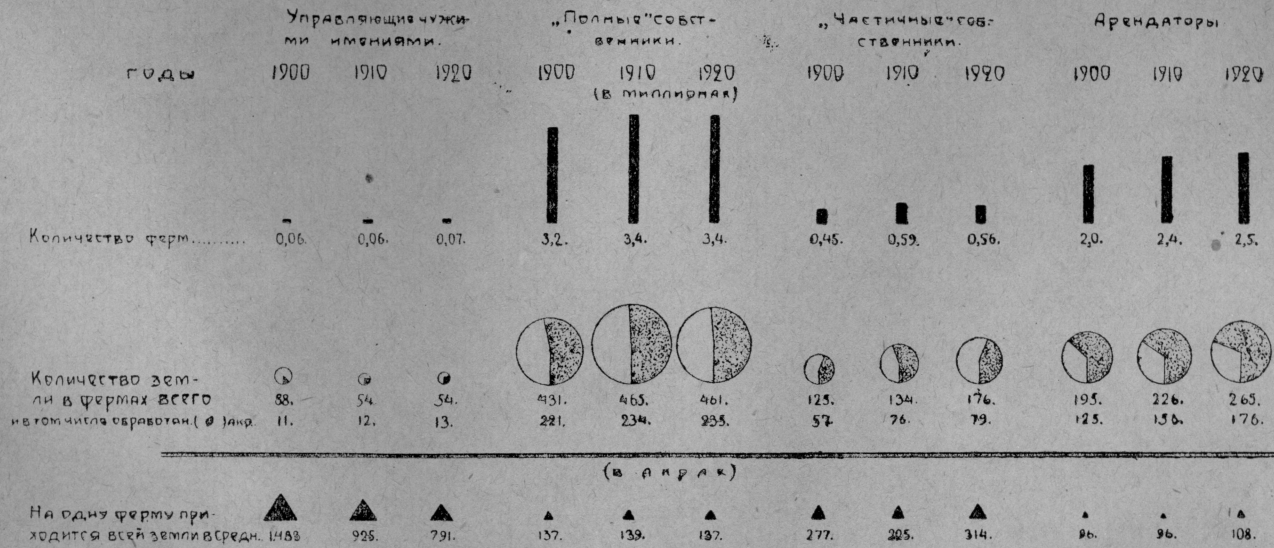 Управляющие чужи-
ми имениями.
„Полные" собст-
венники.
„Частичные" соб-
ственники.
Арендаторы
годы 1900 1910 1920 1900 1910 1920 1900 1910 1920 1900 1910 1920
(в миллионах)
Количество ферм.......... 0,06. 0,06. 0,07. 3,2. 3,4. 3,4. 0,45. 0,59. 0,56. 2,0. 2,4. 2,5.
Количество зем-
ли в фермах всего 88. 54. 54. 431. 465. 461. 125. 134. 176. 195. 226. 265.
и в том числе обработан. ( ) акр. 11. 12. 13. 221. 234. 235. 57. 76. 79. 125. 156. 176.
(в акрах)
На одну ферму при-
ходится всей земли в средн. 1.488 925. 791. 137. 139. 137. 277. 225. 314. 96. 96. 108.